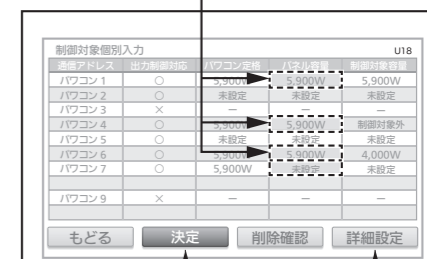 制御対象個別入力 U18
通信アドレス 出力制御対応 パワコン定格 パネル容量 制御対象容量
パワコン 1 ○ 5,900W 5,900W 5,900W
パワコン 2 ○ 未設定 未設定 未設定
パワコン 3 × － － －
パワコン 4 ○ 5,900W 5,900W 制御対象外
パワコン 5 ○ 未設定 未設定 未設定
パワコン 6 ○ 5,900W 5,900W 4,000W
パワコン 7 ○ 5,900W 未設定 未設定
パワコン 9 × － － －
もどる 決定 削除確認 詳細設定